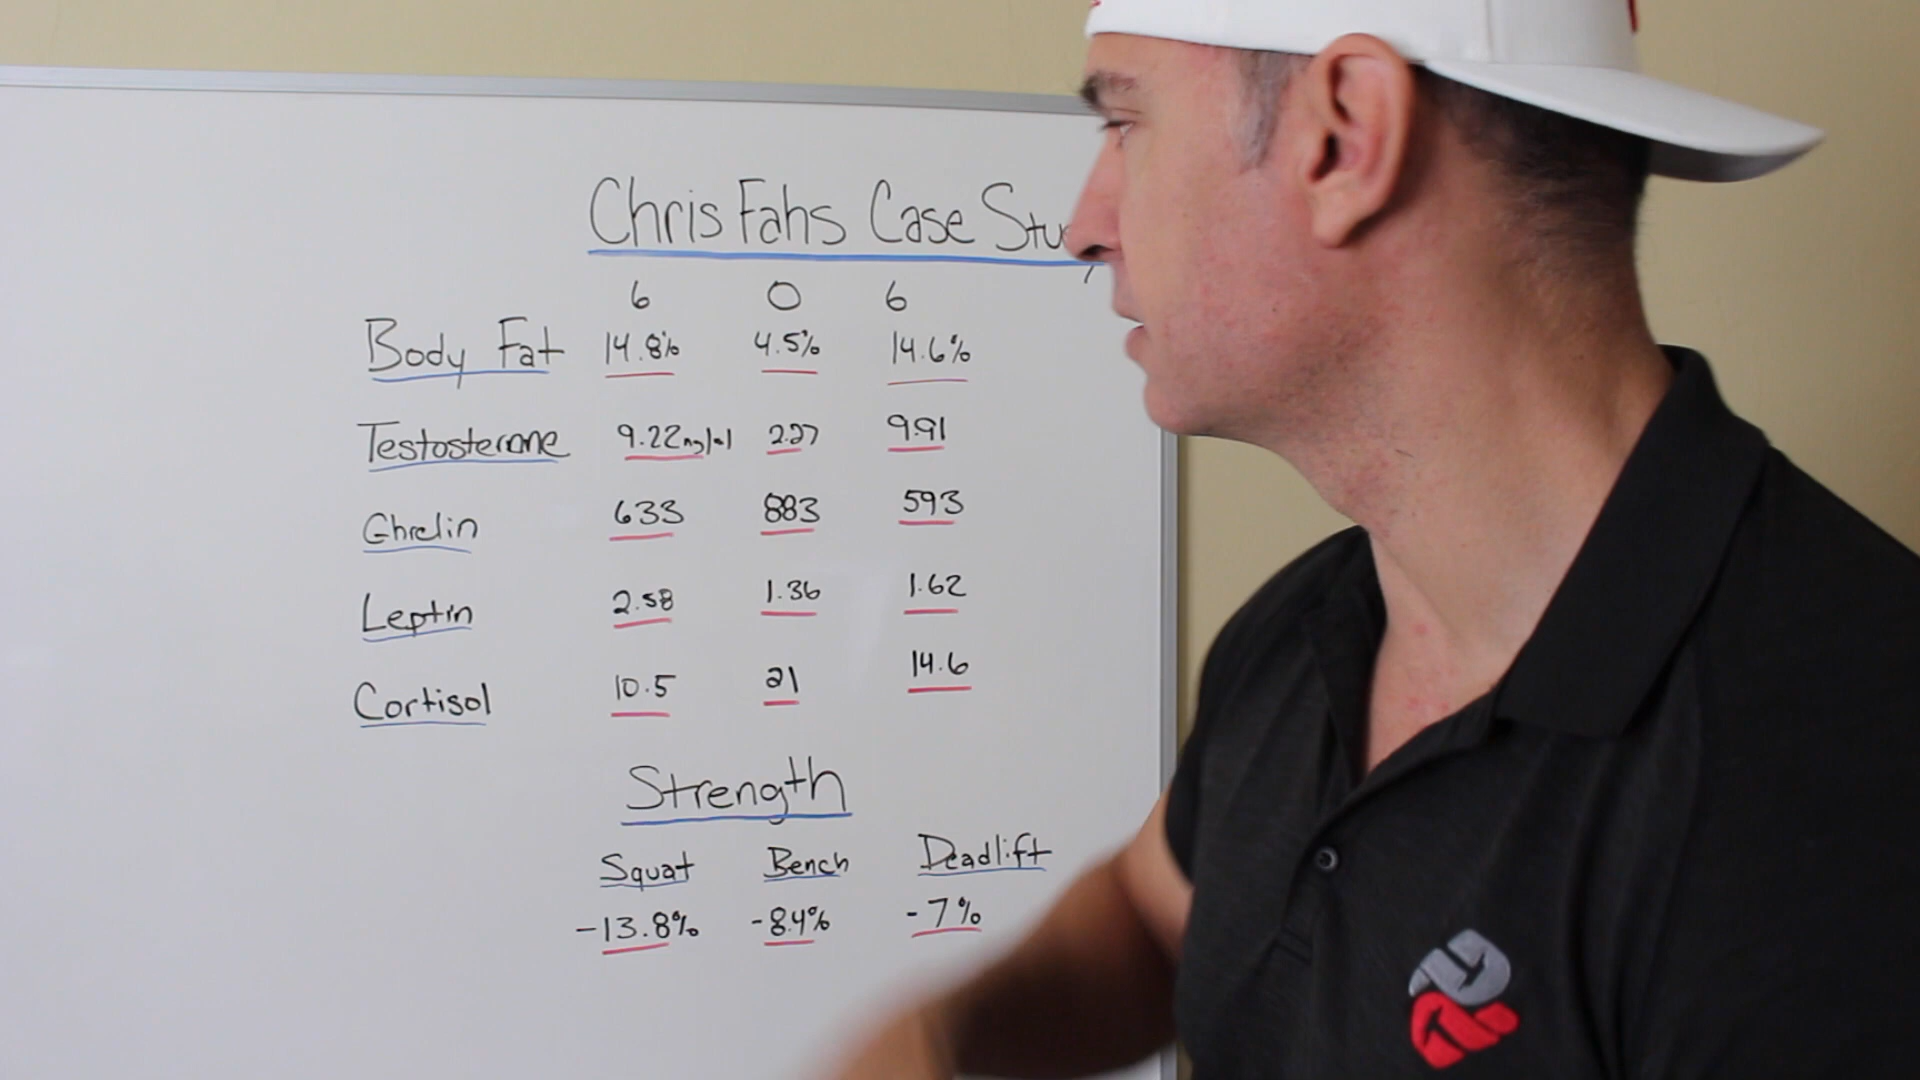 Chris Fahs Case Stu
6 0 6
Body Fat 14.8% 4.5% 14.6%
Testosterone 9.22 ng/ml 2.27 9.91
Ghrelin 633 883 593
Leptin 2.58 1.36 1.62
Cortisol 10.5 21 14.6
Strength
Squat Bench Deadlift
-13.8% -8.4% -7%